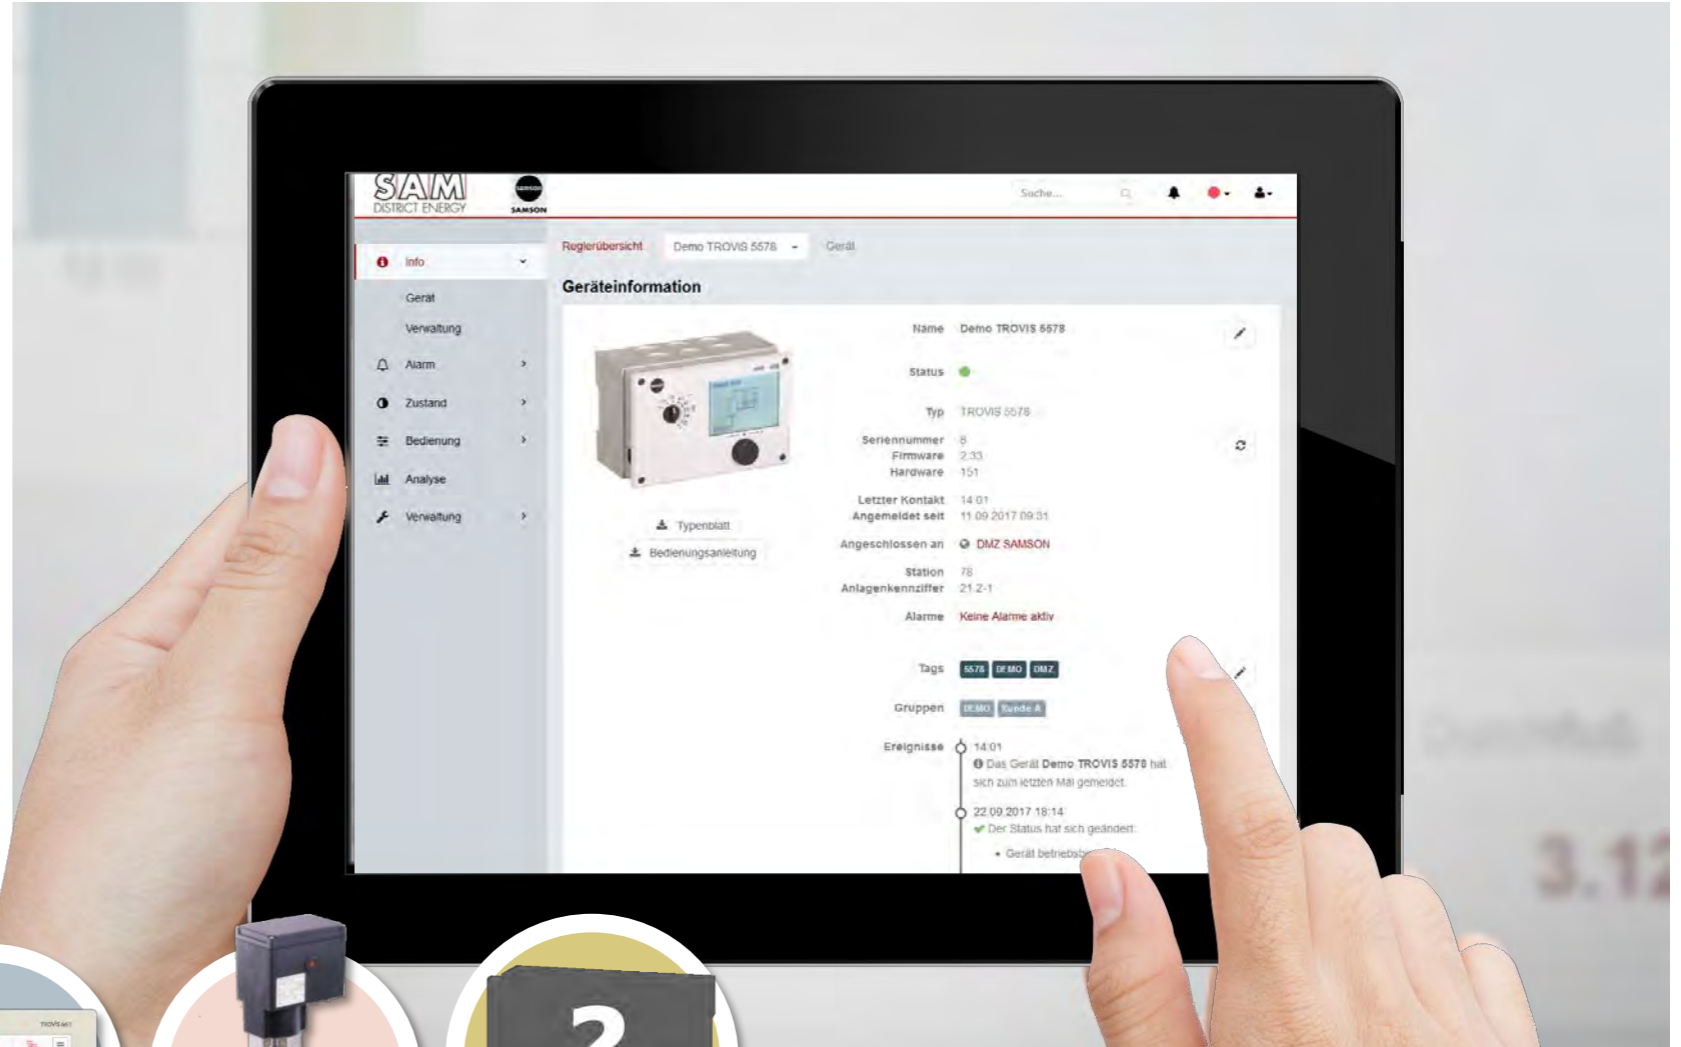 SAM
DISTRICT ENERGY
SAMSON
SAMSON
Suche...
Reglerübersicht
Demo TROVIS 5578
Gerät
Info
Gerät
Verwaltung
Alarm
Zustand
Bedienung
Analyse
Verwaltung
Geräteinformation
Typenblatt
Bedienungsanleitung
Name Demo TROVIS 5578
Status
Typ TROVIS 5578
Seriennummer 8
Firmware 2.33
Hardware 151
Letzter Kontakt 14:01
Angemeldet seit 11.09.2017 09:31
Angeschlossen an DMZ SAMSON
Station 78
Anlagenkennziffer 21.2-1
Alarme Keine Alarme aktiv
Tags 5578 DEMO DMZ
Gruppen DEMO Kunde A
Ereignisse 14:01
Das Gerät Demo TROVIS 5578 hat
sich zum letzten Mal gemeldet.
22.09.2017 18:14
Der Status hat sich geändert:
• Gerät
3.12
?